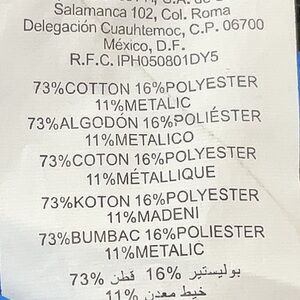 S.A. de
Salamanca 102, Col. Roma
Delegación Cuauhtemoc, C.P. 06700
México, D.F.
R.F.C. IPH050801DY5
73%COTTON 16%POLYESTER
11%METALIC
73%ALGODÓN 16%POLIÉSTER
11%METALICO
73%COTON 16%POLYESTER
11%MÉTALLIQUE
73%KOTON 16%POLYESTER
11%MADENI
73%BUMBAC 16%POLIESTER
11%METALIC
بوليستير 16% قطن 73%
خيط معدن 11%